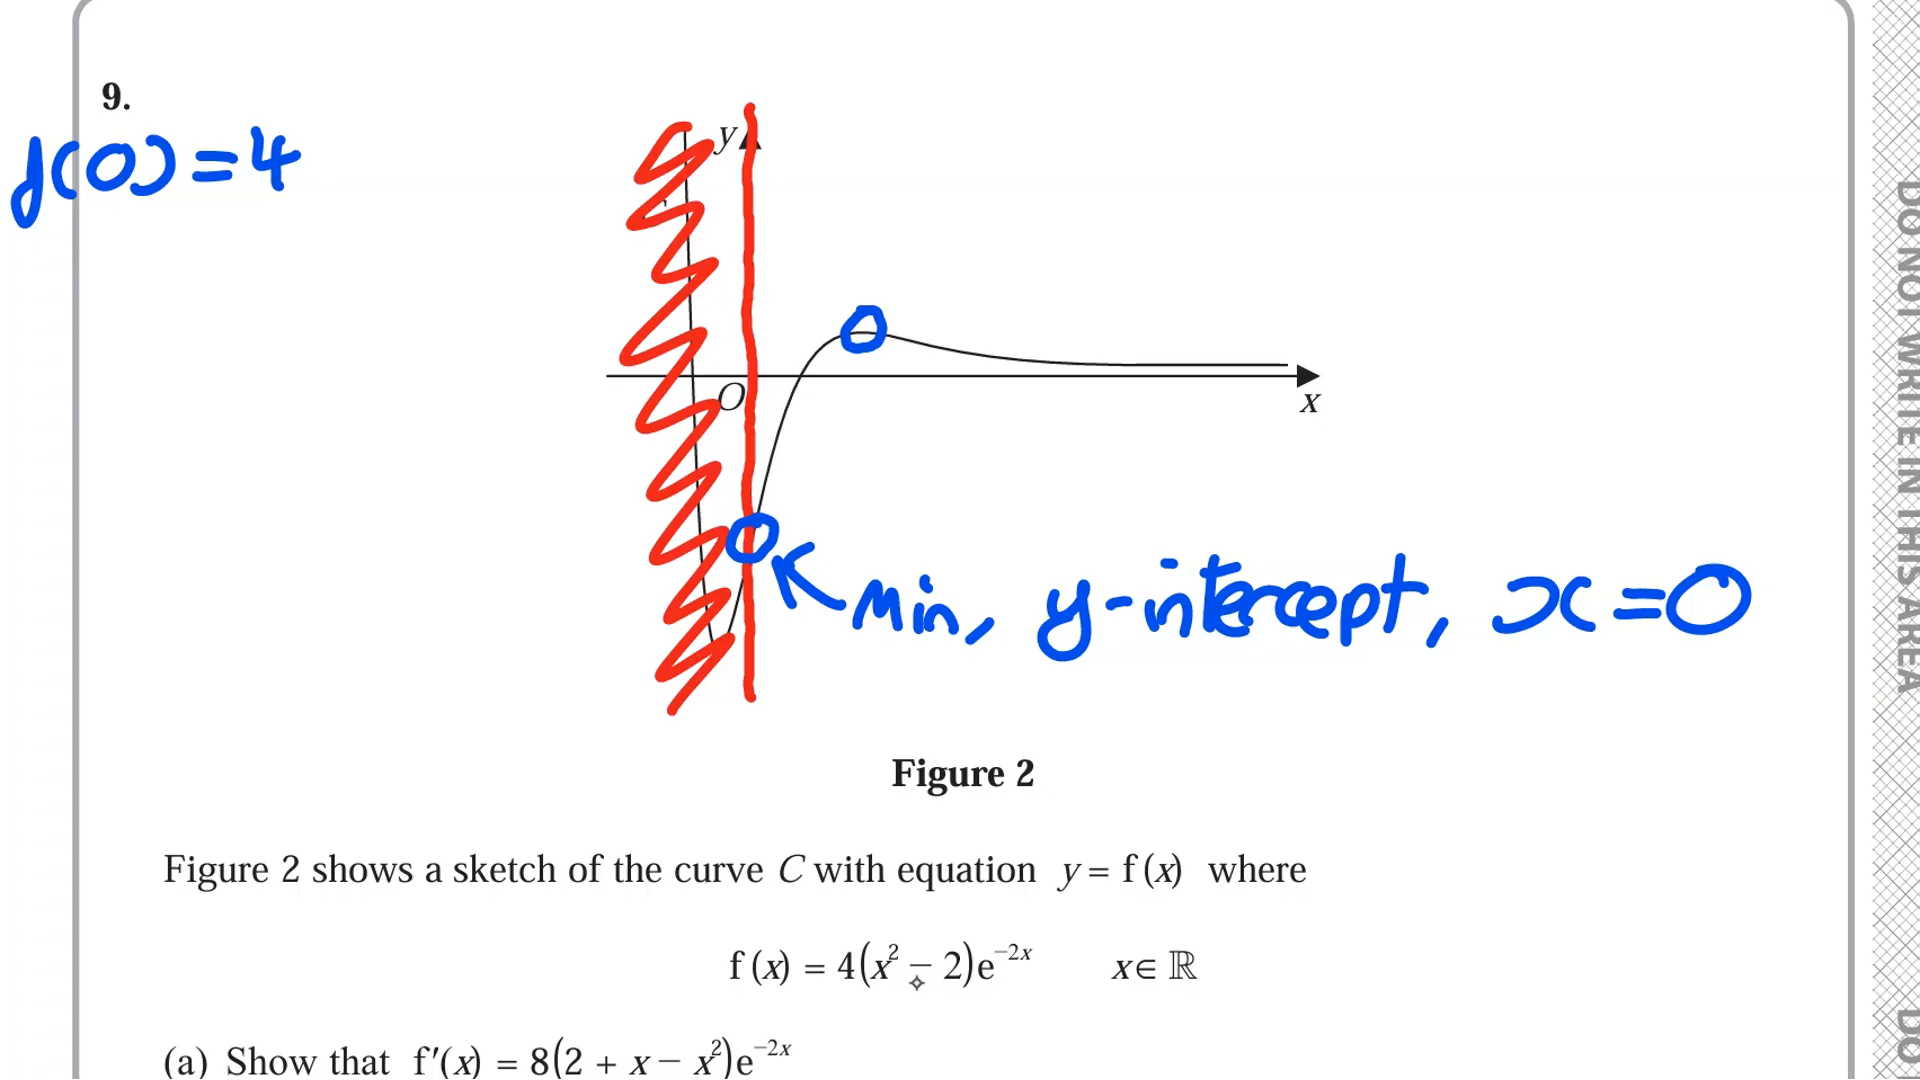 9.
f(0)=4
y
O
x
Min, y-intercept, x=0
Figure 2
Figure 2 shows a sketch of the curve C with equation y = f(x) where
f(x) = 4(x² − 2)e⁻²ˣ x∈ ℝ
(a) Show that f′(x) = 8(2 + x − x²)e⁻²ˣ
DO NOT WRITE IN THIS AREA
DO